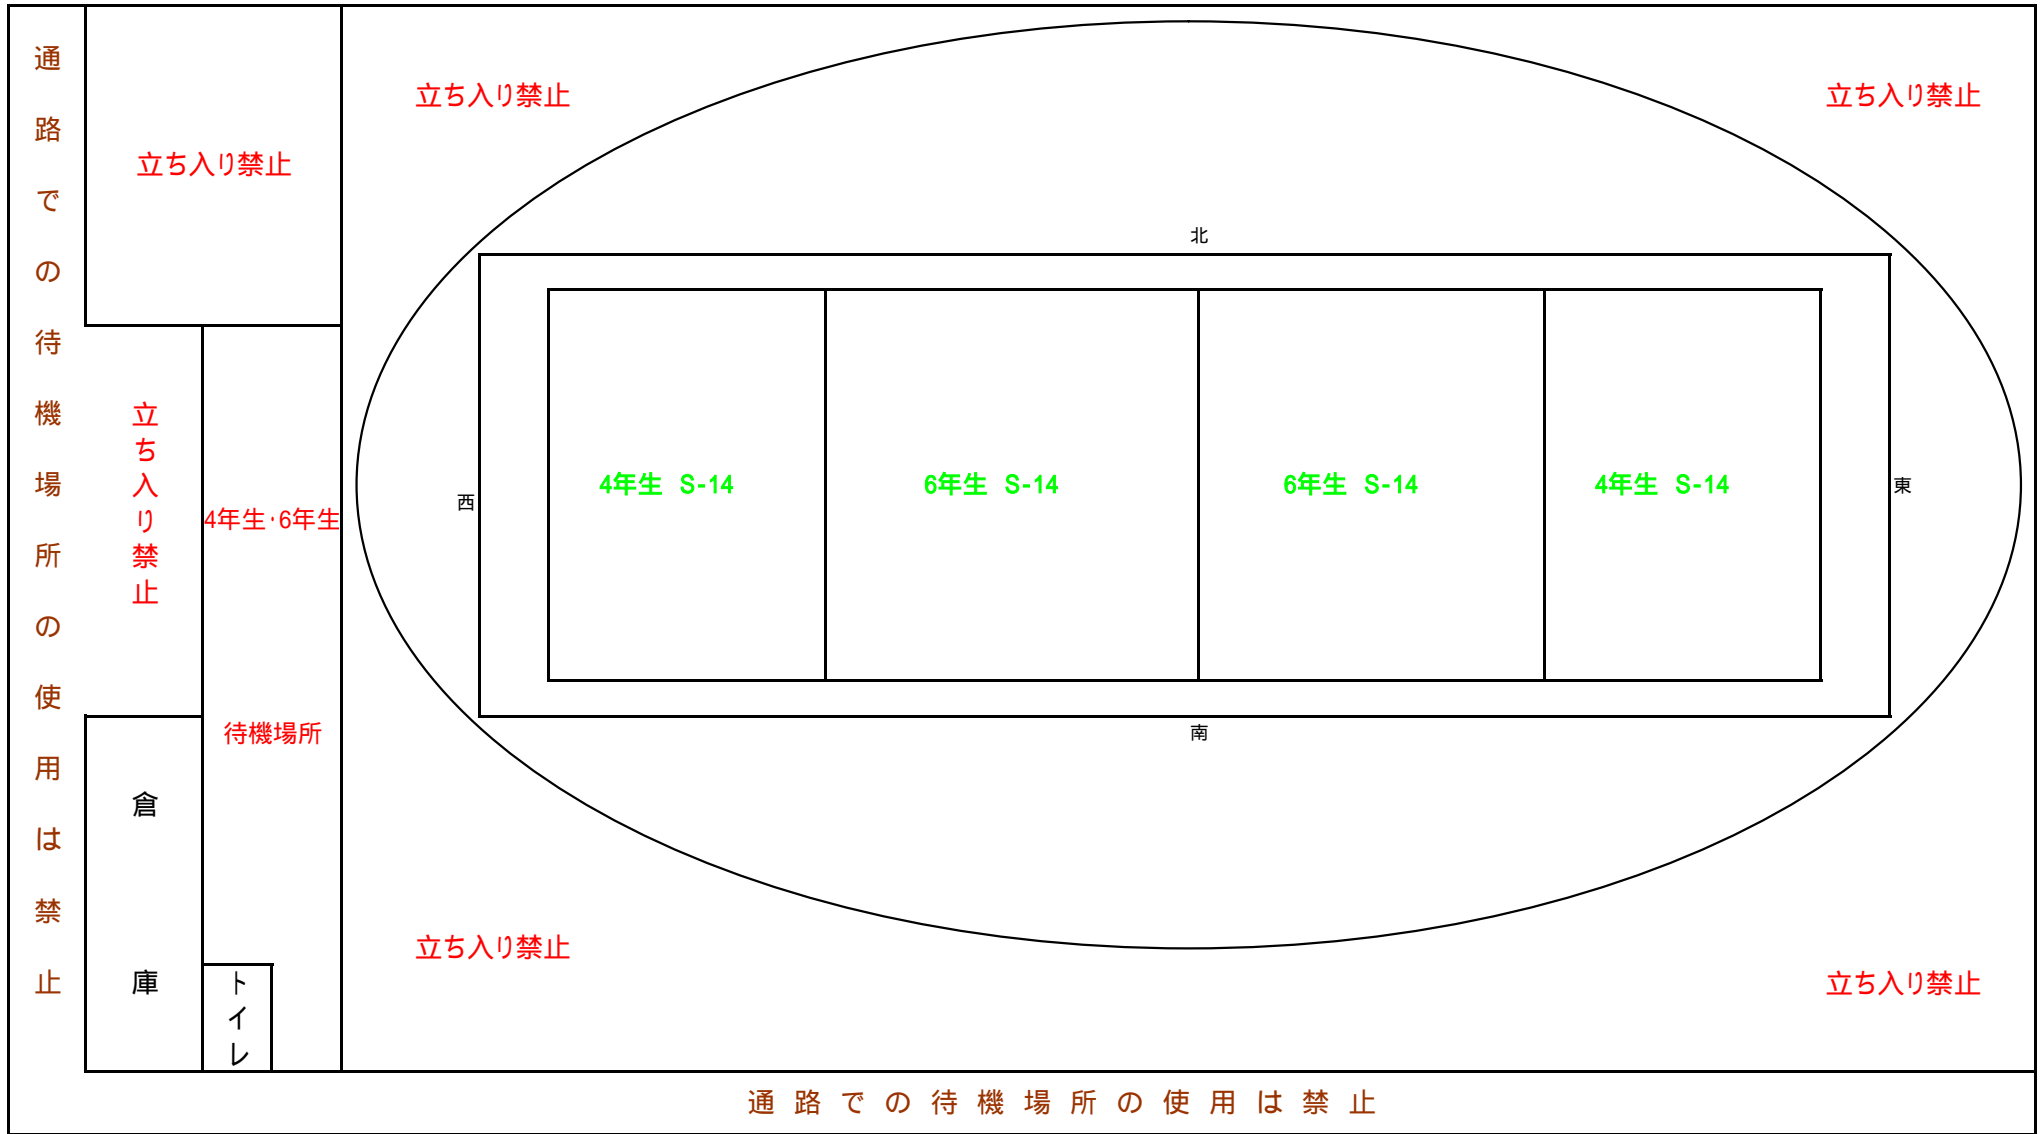 通路での待機場所の使用は禁止
立ち入り禁止
立ち入り禁止
立ち入り禁止
北
立ち入り禁止
4年生・6年生
待機場所
西
4年生 S-14
6年生 S-14
6年生 S-14
4年生 S-14
東
南
倉庫
トイレ
立ち入り禁止
立ち入り禁止
通路での待機場所の使用は禁止